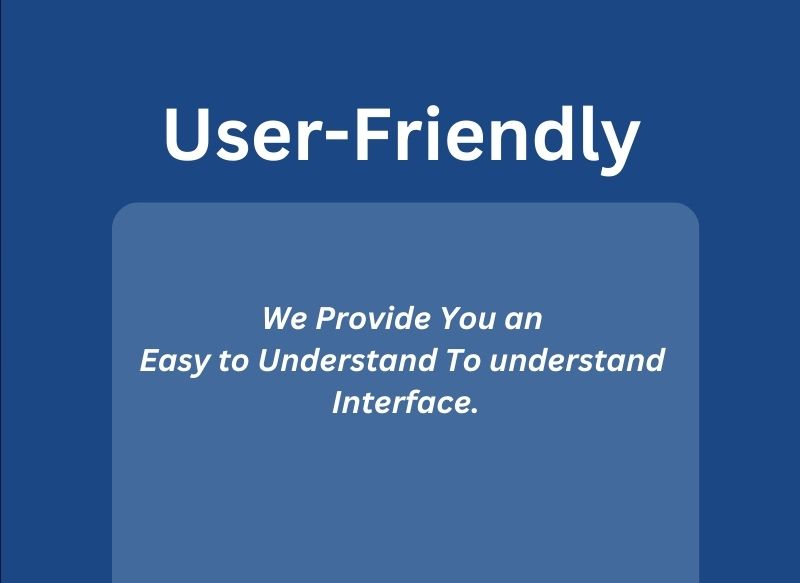 User-Friendly
We Provide You an
Easy to Understand To understand
Interface.